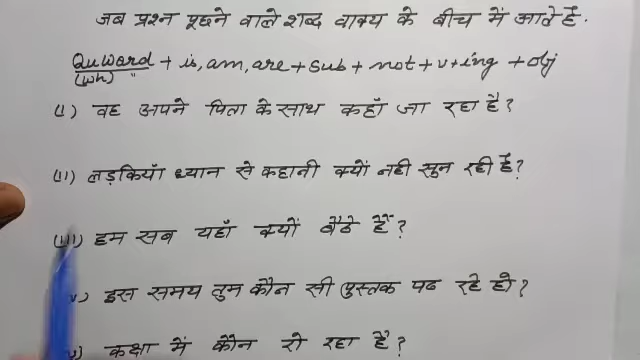 जब प्रश्न पूछने वाले शब्द वाक्य के बीच में आते हैं.
Quword + is, am, are + sub + not + v + ing + obj
(wh) "
(i) वह अपने पिता के साथ कहाँ जा रहा है?
(ii) लड़कियाँ ध्यान से कहानी क्यों नही सुन रही है?
(iii) हम सब यहाँ क्यों बैठे हैं?
v) इस समय तुम कौन सी पुस्तक पढ रहे हो?
v) कक्षा में कौन रो रहा है?